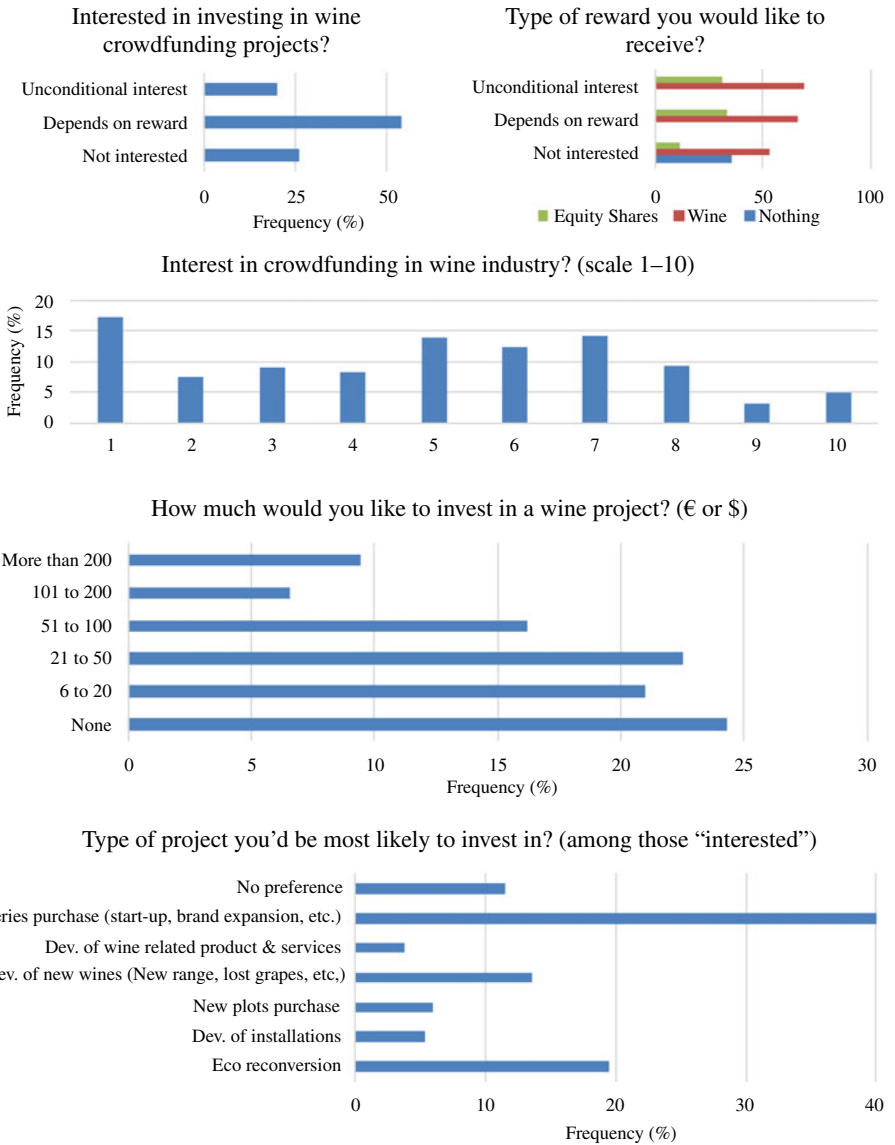 Interested in investing in wine
crowdfunding projects?
Unconditional interest
Depends on reward
Not interested
0 25 50
Frequency (%)
Type of reward you would like to
receive?
Unconditional interest
Depends on reward
Not interested
0 50 100
Equity Shares Wine Nothing
Interest in crowdfunding in wine industry? (scale 1–10)
Frequency (%)
20
15
10
5
0
1 2 3 4 5 6 7 8 9 10
How much would you like to invest in a wine project? (€ or $)
More than 200
101 to 200
51 to 100
21 to 50
6 to 20
None
0 5 10 15 20 25 30
Frequency (%)
Type of project you'd be most likely to invest in? (among those “interested”)
No preference
purchase (start-up, brand expansion, etc.)
Dev. of wine related product & services
of new wines (New range, lost grapes, etc,)
New plots purchase
Dev. of installations
Eco reconversion
0 10 20 30 40
Frequency (%)